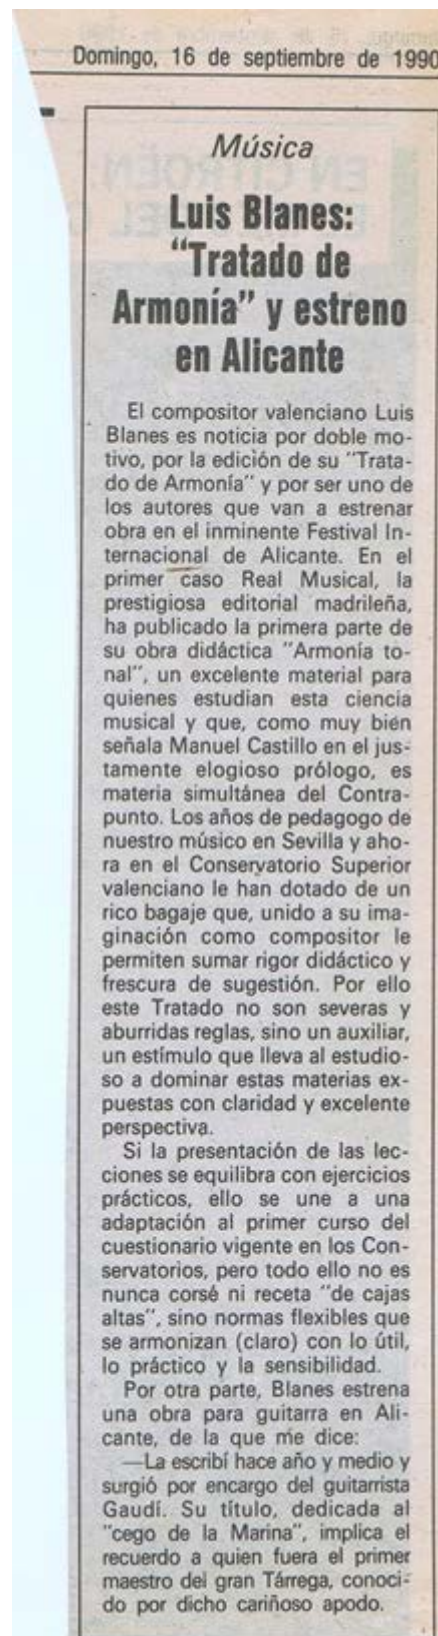 Domingo, 16 de septiembre de 1990
Música
Luis Blanes:
"Tratado de
Armonía" y estreno
en Alicante
El compositor valenciano Luis
Blanes es noticia por doble mo-
tivo, por la edición de su "Trata-
do de Armonía" y por ser uno de
los autores que van a estrenar
obra en el inminente Festival In-
ternacional de Alicante. En el
primer caso Real Musical, la
prestigiosa editorial madrileña,
ha publicado la primera parte de
su obra didáctica "Armonía to-
nal", un excelente material para
quienes estudian esta ciencia
musical y que, como muy bién
señala Manuel Castillo en el jus-
tamente elogioso prólogo, es
materia simultánea del Contra-
punto. Los años de pedagogo de
nuestro músico en Sevilla y aho-
ra en el Conservatorio Superior
valenciano le han dotado de un
rico bagaje que, unido a su ima-
ginación como compositor le
permiten sumar rigor didáctico y
frescura de sugestión. Por ello
este Tratado no son severas y
aburridas reglas, sino un auxiliar,
un estímulo que lleva al estudio-
so a dominar estas materias ex-
puestas con claridad y excelente
perspectiva.
Si la presentación de las lec-
ciones se equilibra con ejercicios
prácticos, ello se une a una
adaptación al primer curso del
cuestionario vigente en los Con-
servatorios, pero todo ello no es
nunca corsé ni receta "de cajas
altas", sino normas flexibles que
se armonizan (claro) con lo útil,
lo práctico y la sensibilidad.
Por otra parte, Blanes estrena
una obra para guitarra en Ali-
cante, de la que me dice:
—La escribí hace año y medio y
surgió por encargo del guitarrista
Gaudí. Su título, dedicada al
"cego de la Marina", implica el
recuerdo a quien fuera el primer
maestro del gran Tárrega, conoci-
do por dicho cariñoso apodo.